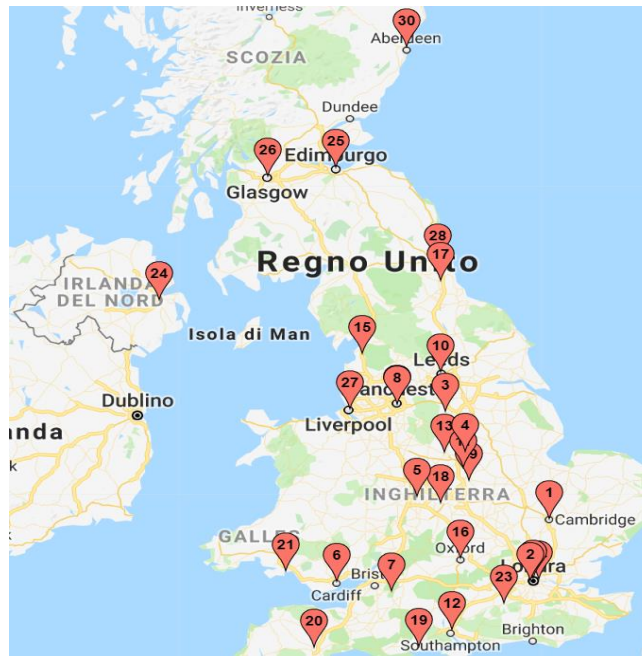 Inverness
30
Aberdeen
SCOZIA
Dundee
25
26
Edimburgo
Glasgow
28
Regno Unito
17
24
IRLANDA
DEL NORD
Isola di Man
15
10
Leeds
27
8
3
Dublino
Liverpool
anda
13
4
5
18
INGHILTERRA
1
Cambridge
GALLES
16
Oxford
21
6
7
2
Cardiff
23
20
19
12
Southampton
Brighton